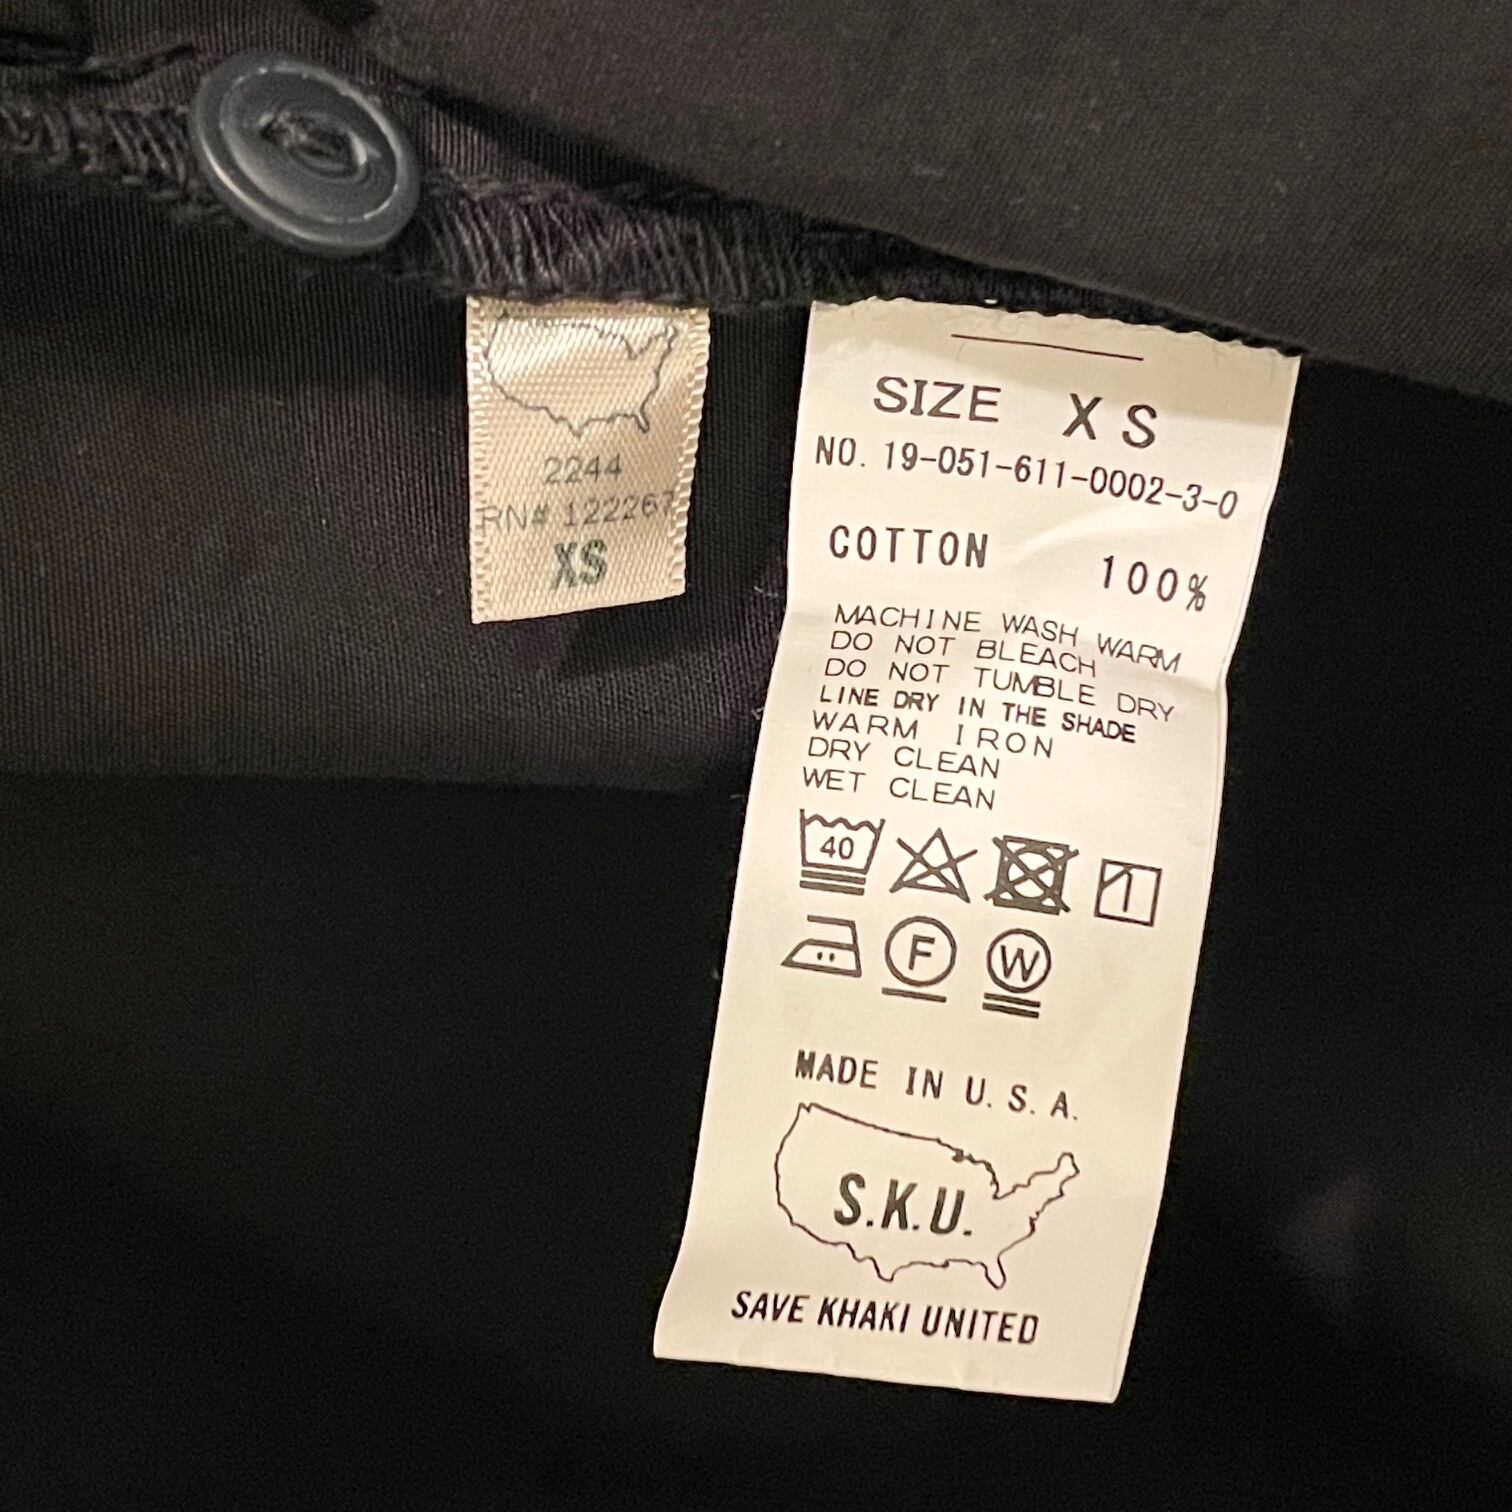 2244
RN# 122267
XS
SIZE XS
NO. 19-051-611-0002-3-0
COTTON 100%
MACHINE WASH WARM
DO NOT BLEACH
DO NOT TUMBLE DRY
LINE DRY IN THE SHADE
WARM IRON
DRY CLEAN
WET CLEAN
40
F W
MADE IN U.S.A.
S.K.U.
SAVE KHAKI UNITED